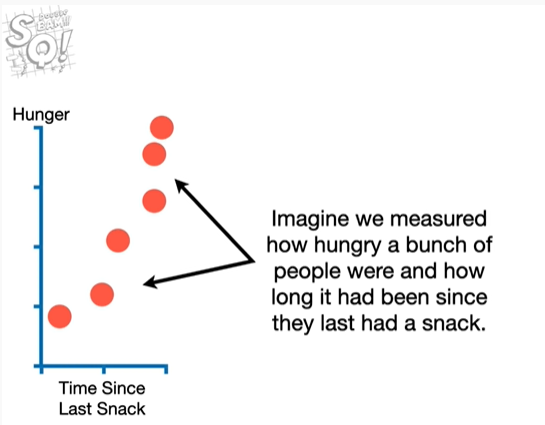 Hunger
Imagine we measured
how hungry a bunch of
people were and how
long it had been since
they last had a snack.
Time Since
Last Snack